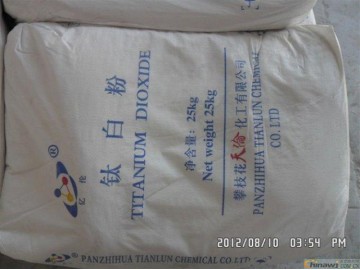 亿伦
®
钛白粉
TITANIUM DIOXIDE
净含量：25kg
Net weight 25kg
攀枝花天伦化工有限公司
PANZHIHUA TIANLUN CHEMICAL
CO.LTD
PANZHIHUA TIANLUN CHEMICAL CO.LTD
2012/08/10 03:54 PM